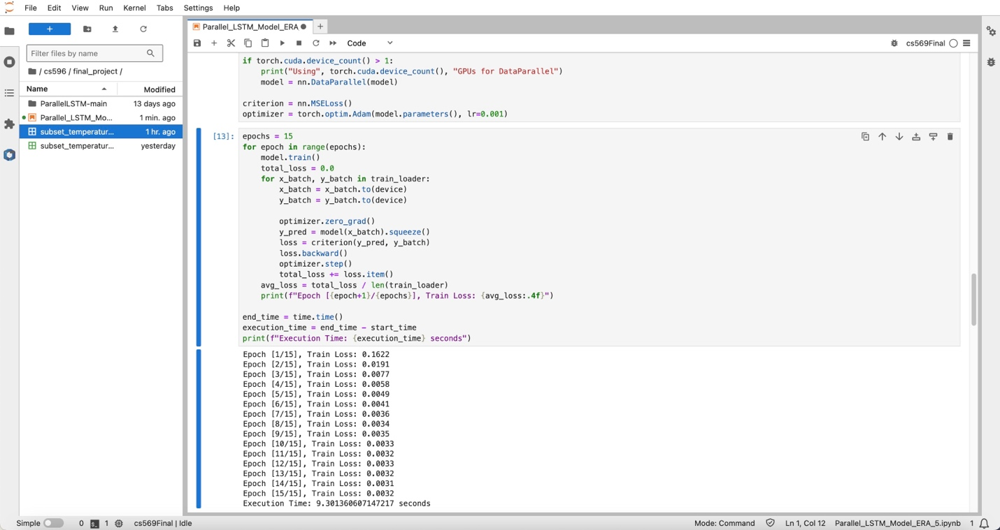 File Edit View Run Kernel Tabs Settings Help
+
Filter files by name
/ cs596 / final_project /
Name Modified
ParallelLSTM-main 13 days ago
Parallel_LSTM_Mo... 1 min. ago
subset_temperatur... 1 hr. ago
subset_temperatur... yesterday
Parallel_LSTM_Model_ERA
Code
cs569Final
if torch.cuda.device_count() > 1:
    print("Using", torch.cuda.device_count(), "GPUs for DataParallel")
    model = nn.DataParallel(model)
criterion = nn.MSELoss()
optimizer = torch.optim.Adam(model.parameters(), lr=0.001)
[13]: epochs = 15
for epoch in range(epochs):
    model.train()
    total_loss = 0.0
    for x_batch, y_batch in train_loader:
        x_batch = x_batch.to(device)
        y_batch = y_batch.to(device)
        optimizer.zero_grad()
        y_pred = model(x_batch).squeeze()
        loss = criterion(y_pred, y_batch)
        loss.backward()
        optimizer.step()
        total_loss += loss.item()
    avg_loss = total_loss / len(train_loader)
    print(f"Epoch [{epoch+1}/{epochs}], Train Loss: {avg_loss:.4f}")
end_time = time.time()
execution_time = end_time - start_time
print(f"Execution Time: {execution_time} seconds")
Epoch [1/15], Train Loss: 0.1622
Epoch [2/15], Train Loss: 0.0191
Epoch [3/15], Train Loss: 0.0077
Epoch [4/15], Train Loss: 0.0058
Epoch [5/15], Train Loss: 0.0049
Epoch [6/15], Train Loss: 0.0041
Epoch [7/15], Train Loss: 0.0036
Epoch [8/15], Train Loss: 0.0034
Epoch [9/15], Train Loss: 0.0035
Epoch [10/15], Train Loss: 0.0033
Epoch [11/15], Train Loss: 0.0032
Epoch [12/15], Train Loss: 0.0033
Epoch [13/15], Train Loss: 0.0032
Epoch [14/15], Train Loss: 0.0031
Epoch [15/15], Train Loss: 0.0032
Execution Time: 9.301360607147217 seconds
Simple 0 1 cs569Final | Idle Mode: Command Ln 1, Col 12 Parallel_LSTM_Model_ERA_5.ipynb 1